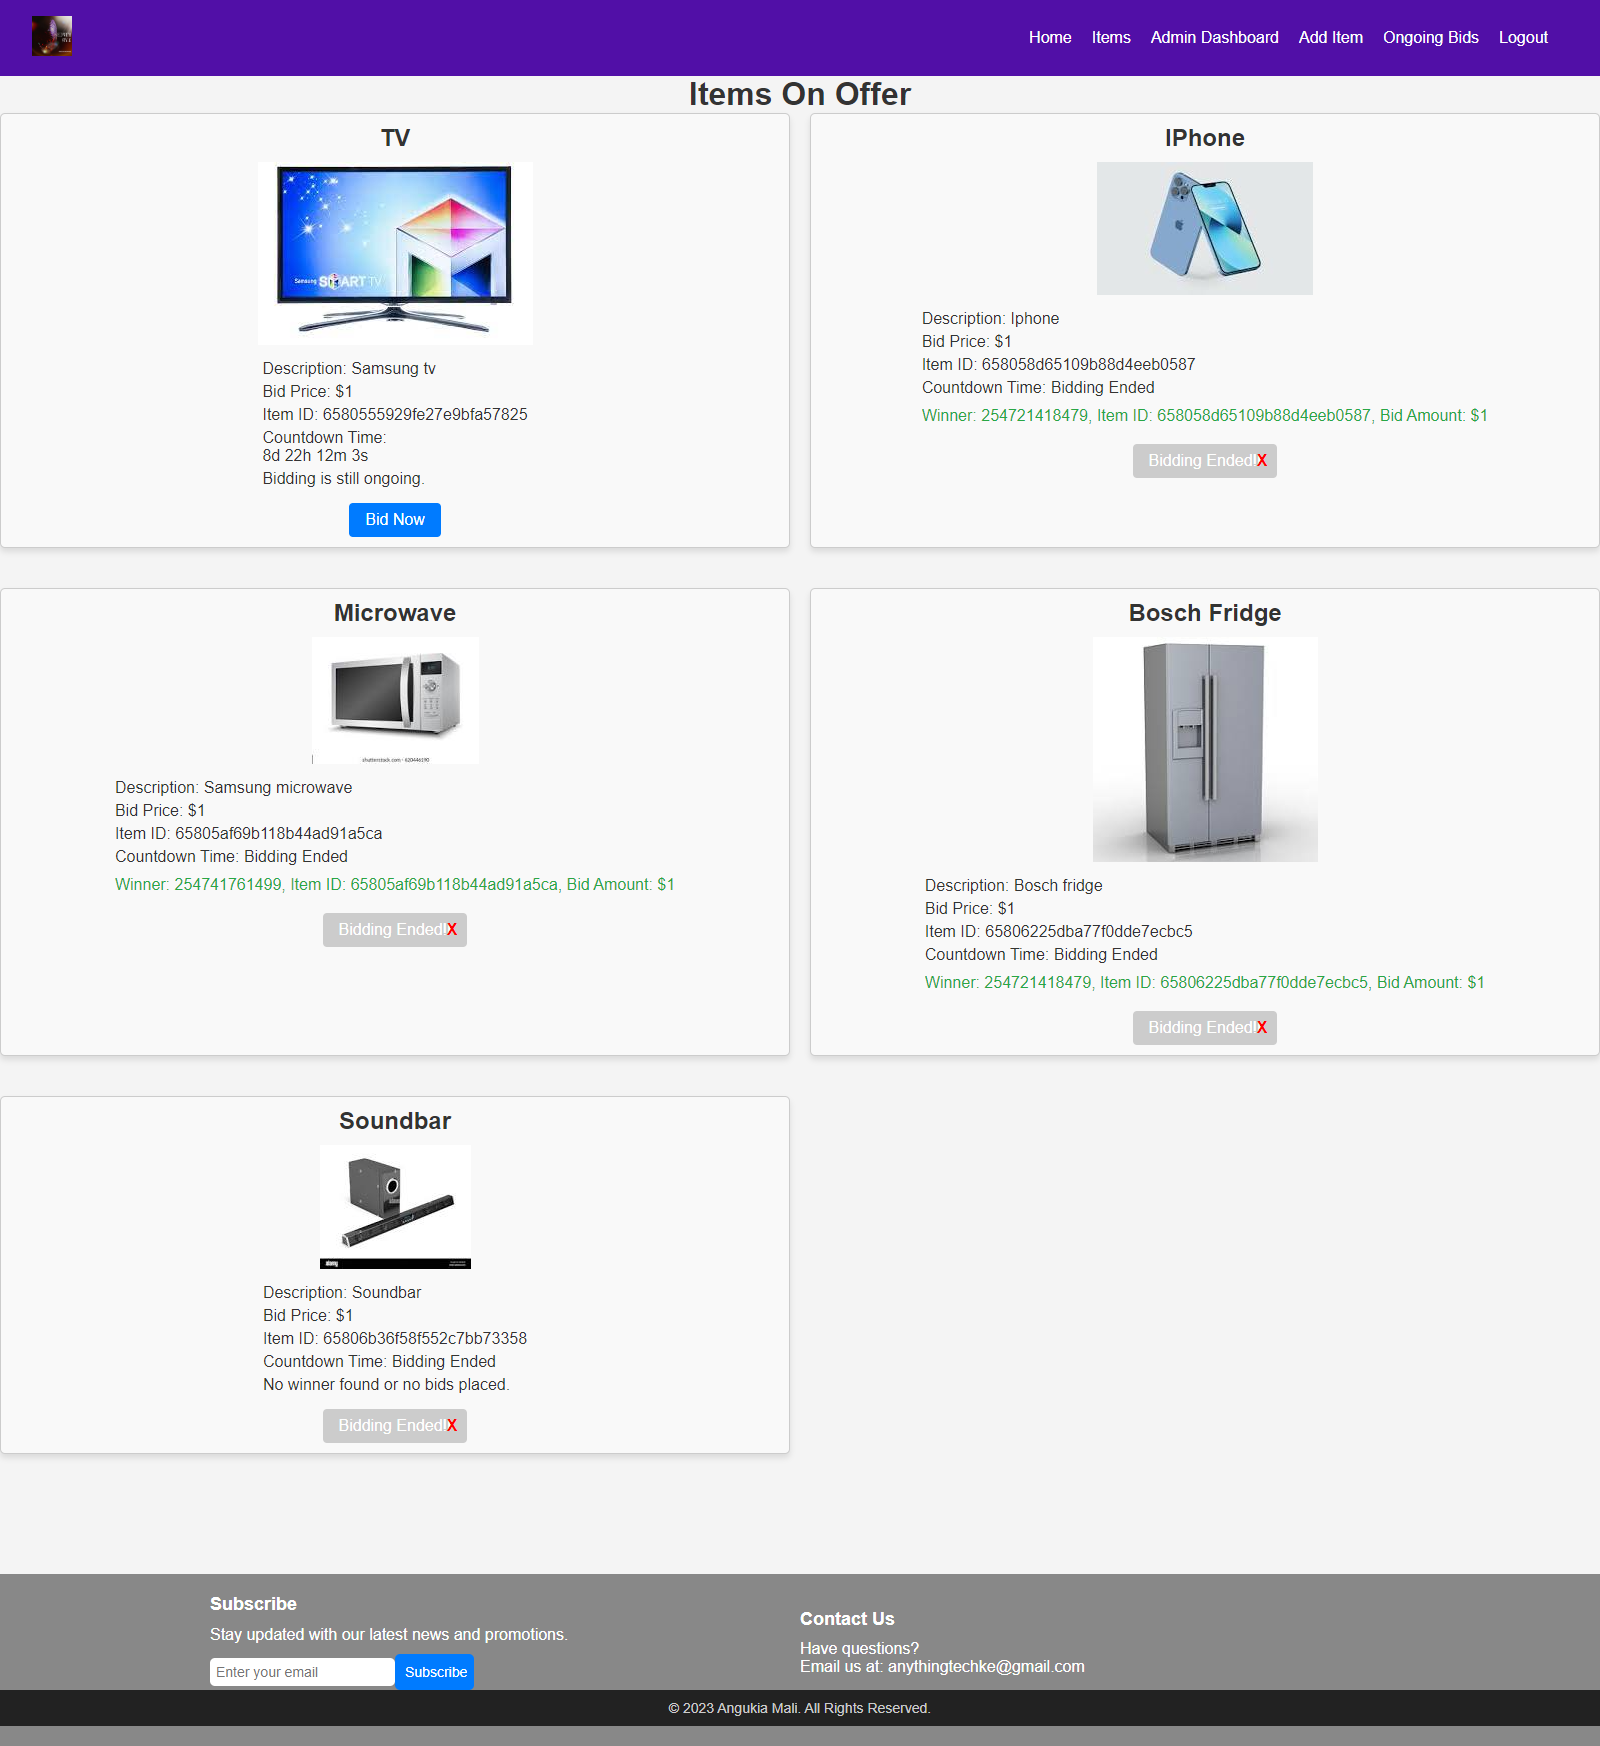 Home Items Admin Dashboard Add Item Ongoing Bids Logout
Items On Offer
TV
Samsung SMART TV
Description: Samsung tv
Bid Price: $1
Item ID: 6580555929fe27e9bfa57825
Countdown Time:
8d 22h 12m 3s
Bidding is still ongoing.
Bid Now
IPhone
Description: Iphone
Bid Price: $1
Item ID: 658058d65109b88d4eeb0587
Countdown Time: Bidding Ended
Winner: 254721418479, Item ID: 658058d65109b88d4eeb0587, Bid Amount: $1
Bidding Ended!X
Microwave
shutterstock.com • 620446190
Description: Samsung microwave
Bid Price: $1
Item ID: 65805af69b118b44ad91a5ca
Countdown Time: Bidding Ended
Winner: 254741761499, Item ID: 65805af69b118b44ad91a5ca, Bid Amount: $1
Bidding Ended!X
Bosch Fridge
Description: Bosch fridge
Bid Price: $1
Item ID: 65806225dba77f0dde7ecbc5
Countdown Time: Bidding Ended
Winner: 254721418479, Item ID: 65806225dba77f0dde7ecbc5, Bid Amount: $1
Bidding Ended!X
Soundbar
alamy
Description: Soundbar
Bid Price: $1
Item ID: 65806b36f58f552c7bb73358
Countdown Time: Bidding Ended
No winner found or no bids placed.
Bidding Ended!X
Subscribe
Stay updated with our latest news and promotions.
Enter your email
Subscribe
Contact Us
Have questions?
Email us at: anythingtechke@gmail.com
© 2023 Angukia Mali. All Rights Reserved.